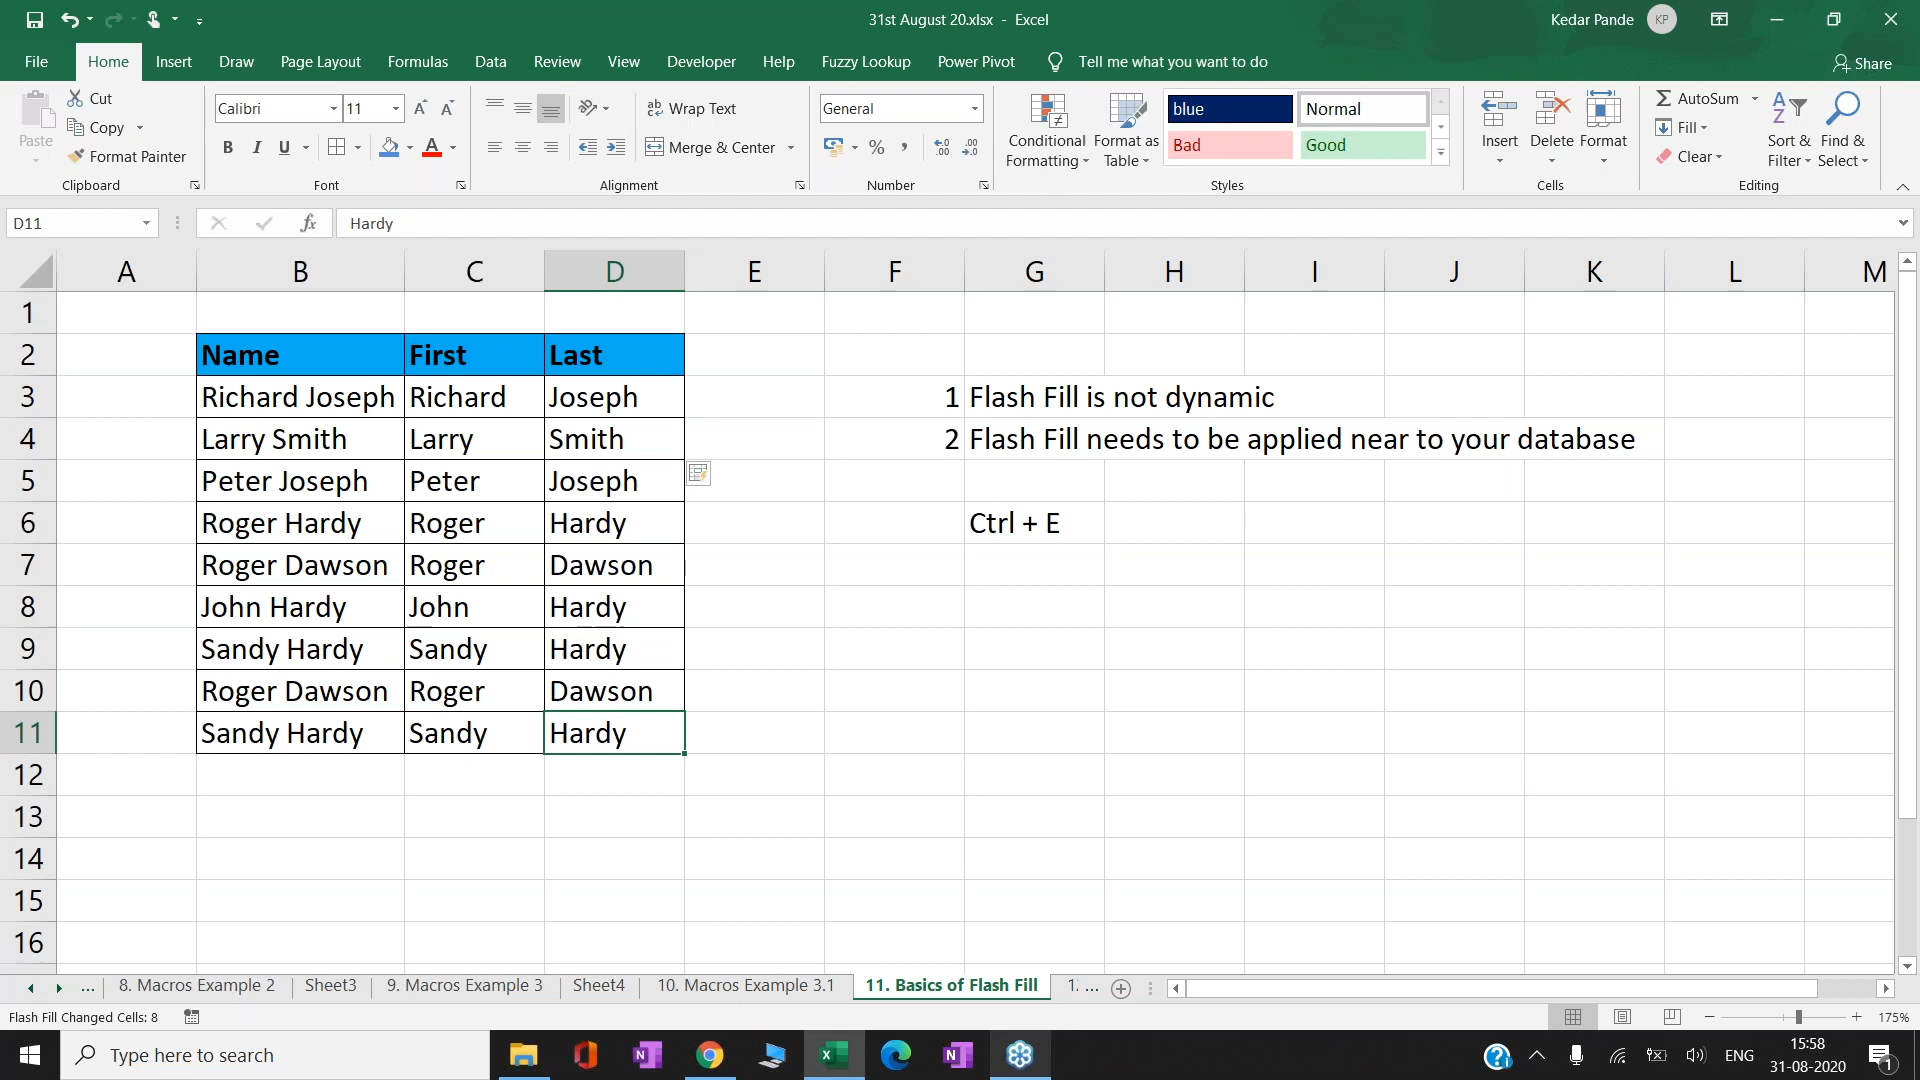 31st August 20.xlsx - Excel
Kedar Pande KP
File Home Insert Draw Page Layout Formulas Data Review View Developer Help Fuzzy Lookup Power Pivot Tell me what you want to do Share
Paste Cut Copy Format Painter
Clipboard
Calibri 11
B I U A
Font
Wrap Text
Merge & Center
Alignment
General
% ,
Number
Conditional Formatting
Format as Table
blue Normal
Bad Good
Styles
Insert Delete Format
Cells
AutoSum
Fill
Clear
Sort & Filter
Find & Select
Editing
D11 fx Hardy
A B C D E F G H I J K L M
1
2 Name First Last
3 Richard Joseph Richard Joseph 1 Flash Fill is not dynamic
4 Larry Smith Larry Smith 2 Flash Fill needs to be applied near to your database
5 Peter Joseph Peter Joseph
6 Roger Hardy Roger Hardy Ctrl + E
7 Roger Dawson Roger Dawson
8 John Hardy John Hardy
9 Sandy Hardy Sandy Hardy
10 Roger Dawson Roger Dawson
11 Sandy Hardy Sandy Hardy
12
13
14
15
16
... 8. Macros Example 2 Sheet3 9. Macros Example 3 Sheet4 10. Macros Example 3.1 11. Basics of Flash Fill 1. ...
Flash Fill Changed Cells: 8 175%
Type here to search
ENG
15:58
31-08-2020
1